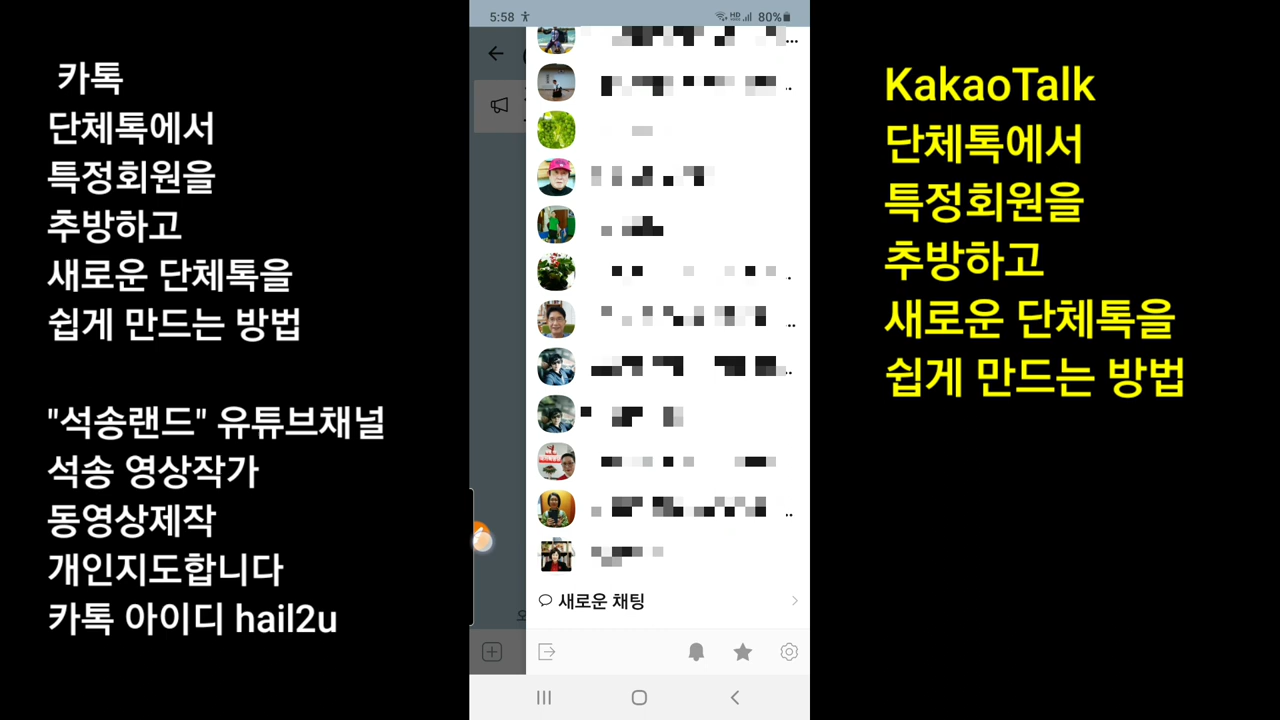 카톡
단체톡에서
특정회원을
추방하고
새로운 단체톡을
쉽게 만드는 방법
"석송랜드" 유튜브채널
석송 영상작가
동영상제작
개인지도합니다
카톡 아이디 hail2u
5:58
HD
80%
새로운 채팅
KakaoTalk
단체톡에서
특정회원을
추방하고
새로운 단체톡을
쉽게 만드는 방법